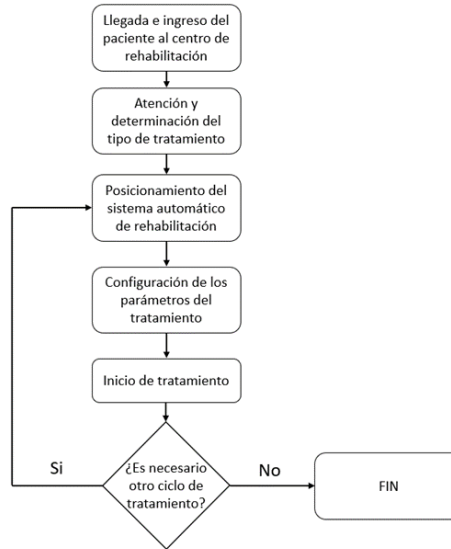 Llegada e ingreso del
paciente al centro de
rehabilitación
Atención y
determinación del
tipo de tratamiento
Posicionamiento del
sistema automático
de rehabilitación
Configuración de los
parámetros del
tratamiento
Inicio de tratamiento
¿Es necesario
otro ciclo de
tratamiento?
Si
No
FIN